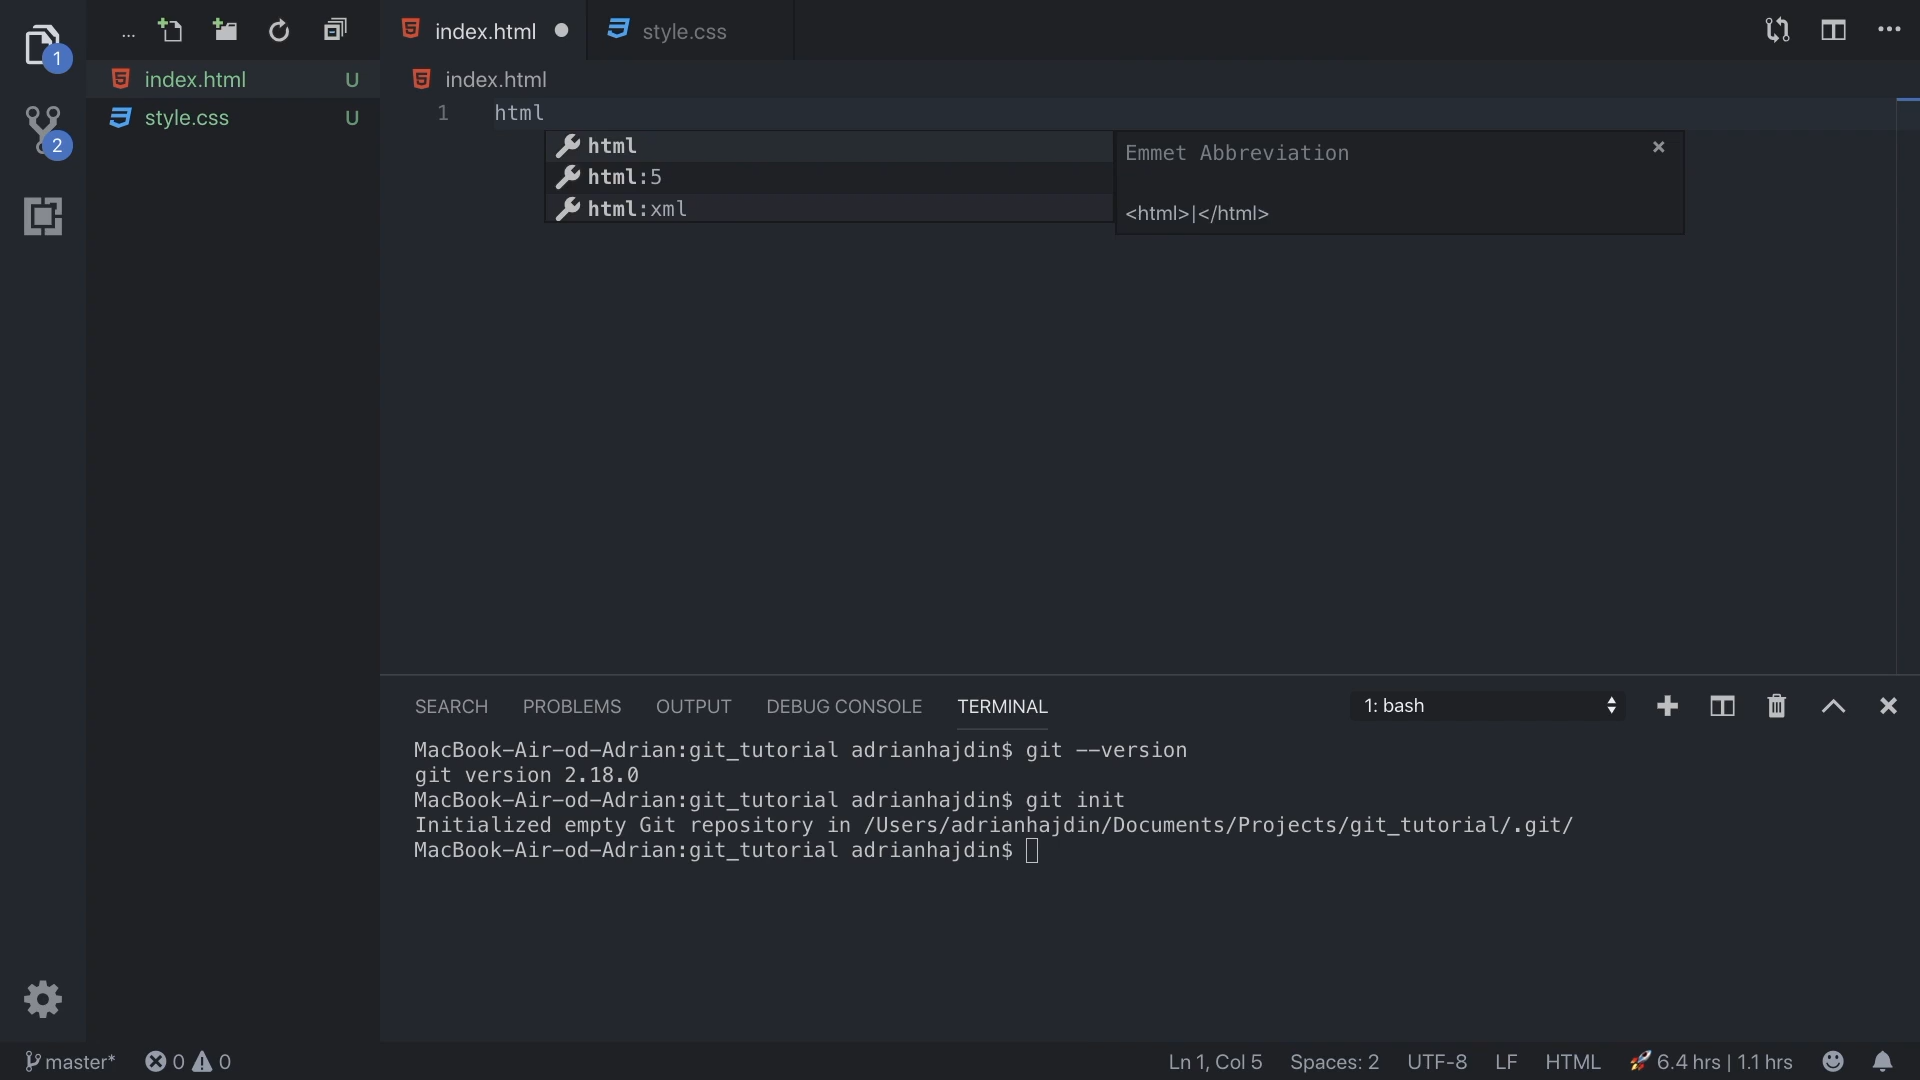 1
...
index.html
style.css
index.html U
index.html
style.css U
1 html
html
html:5
html:xml
Emmet Abbreviation
<html>|</html>
2
SEARCH PROBLEMS OUTPUT DEBUG CONSOLE TERMINAL
1: bash
MacBook-Air-od-Adrian:git_tutorial adrianhajdin$ git --version
git version 2.18.0
MacBook-Air-od-Adrian:git_tutorial adrianhajdin$ git init
Initialized empty Git repository in /Users/adrianhajdin/Documents/Projects/git_tutorial/.git/
MacBook-Air-od-Adrian:git_tutorial adrianhajdin$
master* 0 0 Ln 1, Col 5 Spaces: 2 UTF-8 LF HTML 6.4 hrs | 1.1 hrs